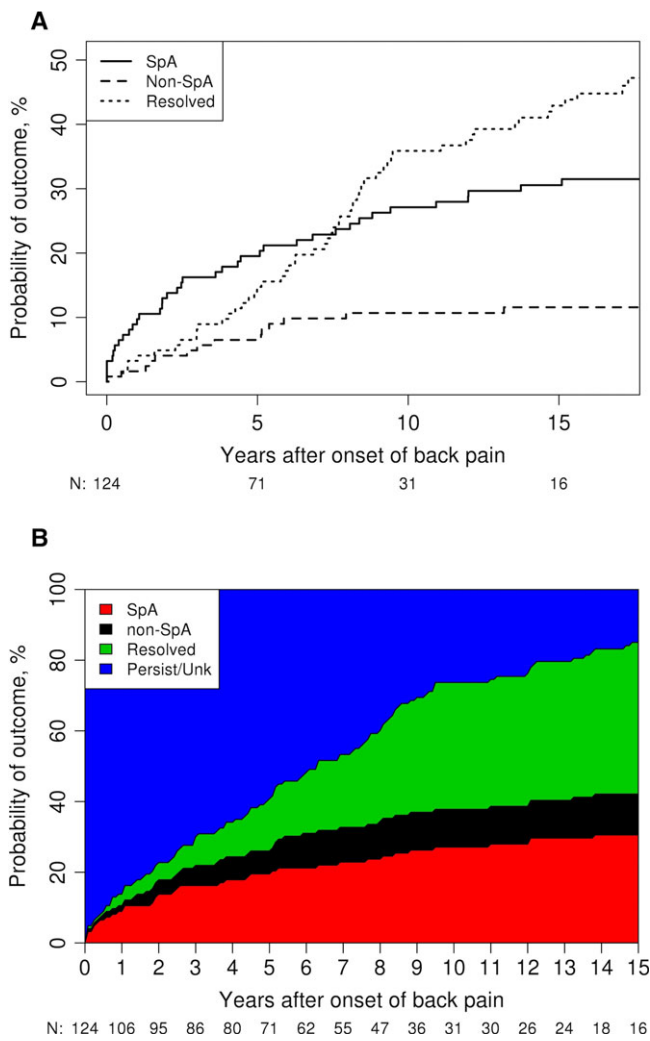 A
SpA
Non-SpA
Resolved
Probability of outcome, %
50
40
30
20
10
0
0 5 10 15
Years after onset of back pain
N: 124 71 31 16
B
SpA
non-SpA
Resolved
Persist/Unk
Probability of outcome, %
100
80
60
40
20
0
0 1 2 3 4 5 6 7 8 9 10 11 12 13 14 15
Years after onset of back pain
N: 124 106 95 86 80 71 62 55 47 36 31 30 26 24 18 16